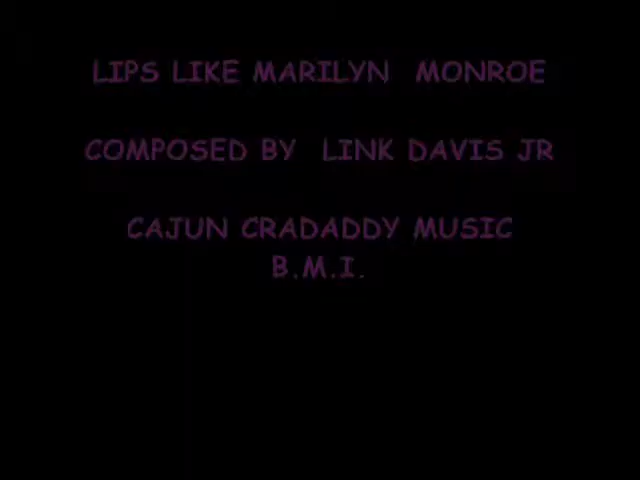 LIPS LIKE MARILYN  MONROE
COMPOSED BY  LINK DAVIS JR
CAJUN CRADADDY MUSIC
B.M.I.